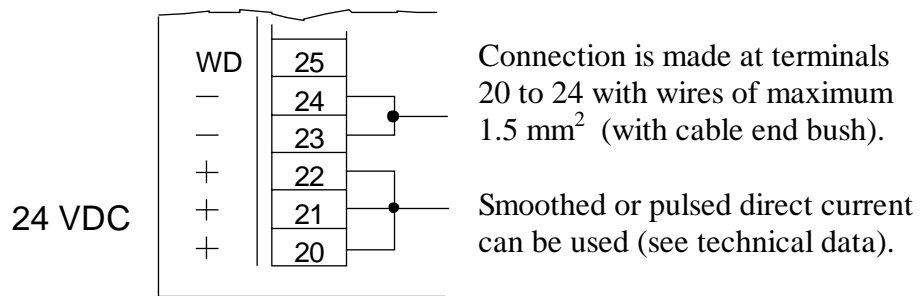 WD 25
— 24
— 23
+ 22
24 VDC + 21
+ 20
Connection is made at terminals
20 to 24 with wires of maximum
1.5 mm² (with cable end bush).
Smoothed or pulsed direct current
can be used (see technical data).